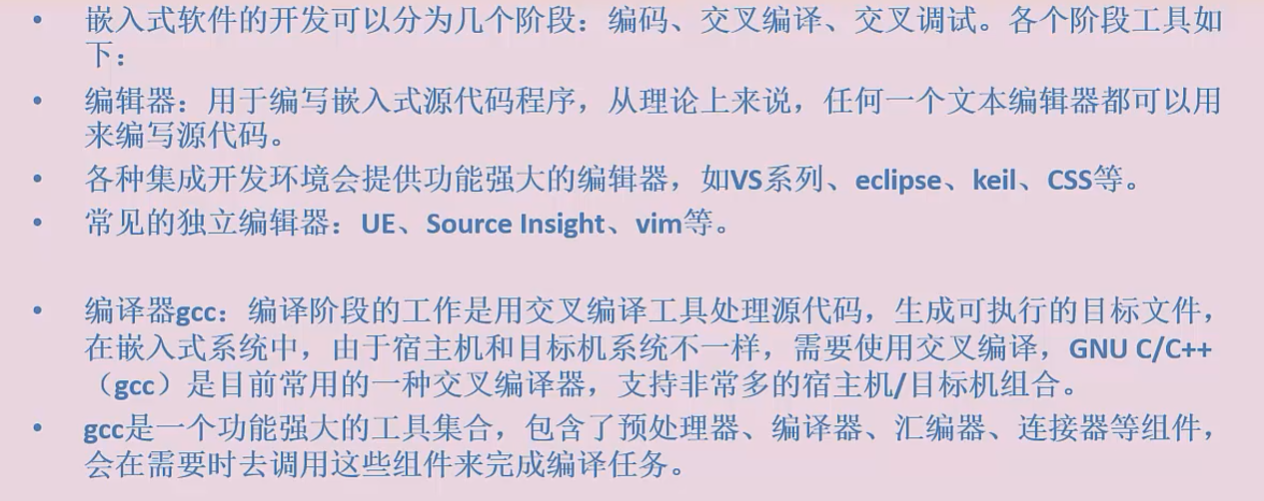 • 嵌入式软件的开发可以分为几个阶段：编码、交叉编译、交叉调试。各个阶段工具如
下：
• 编辑器：用于编写嵌入式源代码程序，从理论上来说，任何一个文本编辑器都可以用
来编写源代码。
• 各种集成开发环境会提供功能强大的编辑器，如VS系列、eclipse、keil、CSS等。
• 常见的独立编辑器：UE、Source Insight、vim等。
• 编译器gcc：编译阶段的工作是用交叉编译工具处理源代码，生成可执行的目标文件，
在嵌入式系统中，由于宿主机和目标机系统不一样，需要使用交叉编译，GNU C/C++
（gcc）是目前常用的一种交叉编译器，支持非常多的宿主机/目标机组合。
• gcc是一个功能强大的工具集合，包含了预处理器、编译器、汇编器、连接器等组件，
会在需要时去调用这些组件来完成编译任务。